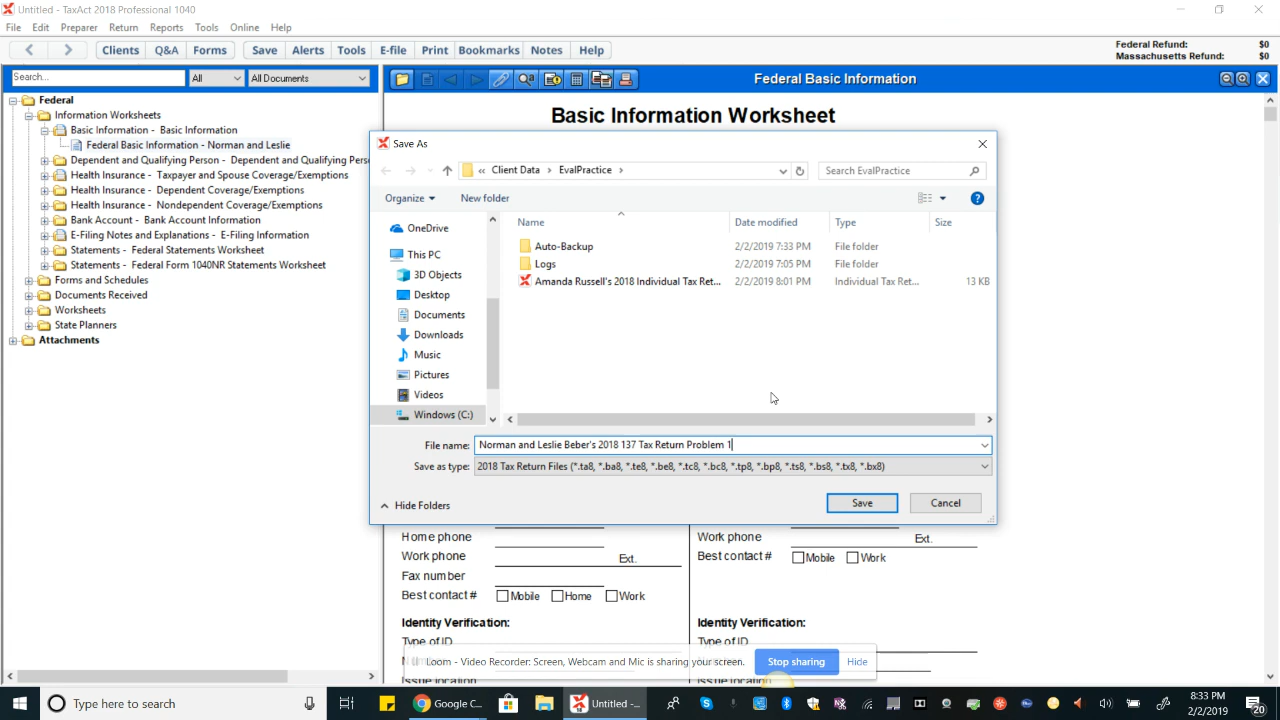 Untitled - TaxAct 2018 Professional 1040
File Edit Preparer Return Reports Tools Online Help
Clients Q&A Forms Save Alerts Tools E-file Print Bookmarks Notes Help
Federal Refund: $0
Massachusetts Refund: $0
Search... All All Documents
Federal Basic Information
Federal
Information Worksheets
Basic Information - Basic Information
Federal Basic Information - Norman and Leslie
Dependent and Qualifying Person - Dependent and Qualifying Pers
Health Insurance - Taxpayer and Spouse Coverage/Exemptions
Health Insurance - Dependent Coverage/Exemptions
Health Insurance - Nondependent Coverage/Exemptions
Bank Account - Bank Account Information
E-Filing Notes and Explanations - E-Filing Information
Statements - Federal Statements Worksheet
Statements - Federal Form 1040NR Statements Worksheet
Forms and Schedules
Documents Received
Worksheets
State Planners
Attachments
Basic Information Worksheet
Save As
« Client Data › EvalPractice ›
Search EvalPractice
Organize New folder
OneDrive
This PC
3D Objects
Desktop
Documents
Downloads
Music
Pictures
Videos
Windows (C:)
Name Date modified Type Size
Auto-Backup 2/2/2019 7:33 PM File folder
Logs 2/2/2019 7:05 PM File folder
Amanda Russell's 2018 Individual Tax Ret... 2/2/2019 8:01 PM Individual Tax Ret... 13 KB
File name: Norman and Leslie Beber's 2018 137 Tax Return Problem 1
Save as type: 2018 Tax Return Files (*.ta8, *.ba8, *.te8, *.be8, *.tc8, *.bc8, *.tp8, *.bp8, *.ts8, *.bs8, *.tx8, *.bx8)
Hide Folders Save Cancel
Home phone
Work phone Ext.
Fax number
Best contact # Mobile Home Work
Identity Verification:
Type of ID
Work phone Ext.
Best contact # Mobile Work
Identity Verification:
Type of ID
Loom - Video Recorder: Screen, Webcam and Mic is sharing your screen. Stop sharing Hide
Issue location
Type here to search
Google C...
Untitled -...
8:33 PM
2/2/2019
20